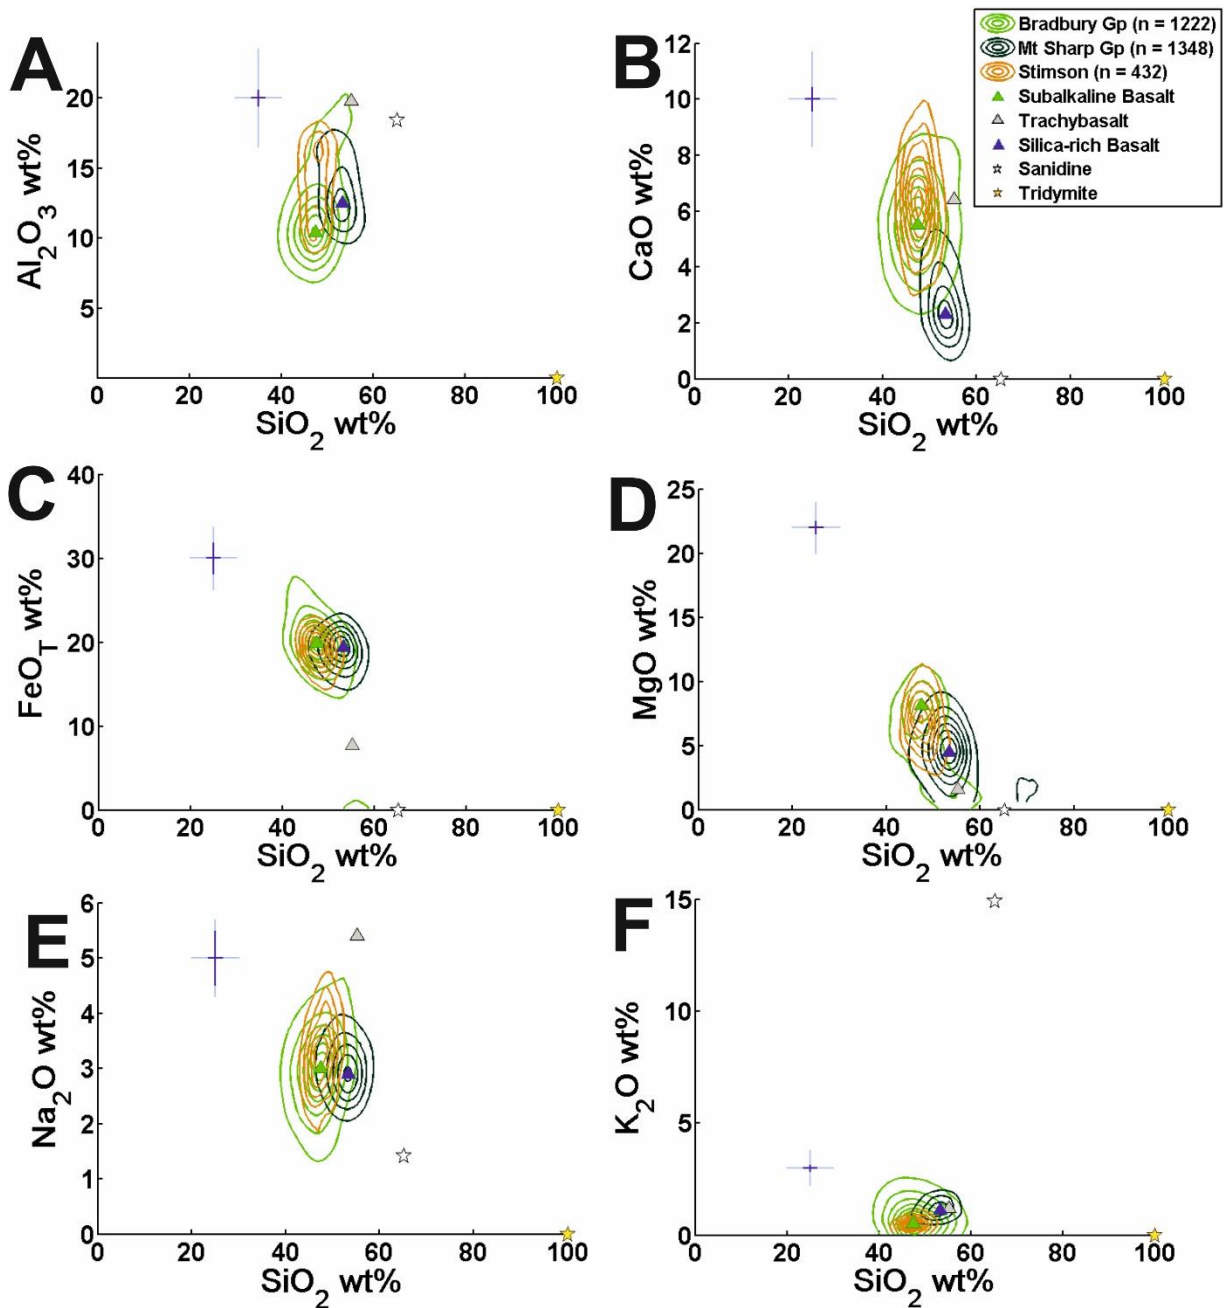 A
Al2O3 wt%
20
15
10
5
0
20
40
60
80
100
SiO2 wt%
B
CaO wt%
12
10
8
6
4
2
0
0
20
40
60
80
100
SiO2 wt%
Bradbury Gp (n = 1222)
Mt Sharp Gp (n = 1348)
Stimson (n = 432)
Subalkaline Basalt
Trachybasalt
Silica-rich Basalt
Sanidine
Tridymite
C
FeOT wt%
40
30
20
10
0
0
20
40
60
80
100
SiO2 wt%
D
MgO wt%
25
20
15
10
5
0
0
20
40
60
80
100
SiO2 wt%
E
Na2O wt%
6
5
4
3
2
1
0
0
20
40
60
80
100
SiO2 wt%
F
K2O wt%
15
10
5
0
0
20
40
60
80
100
SiO2 wt%